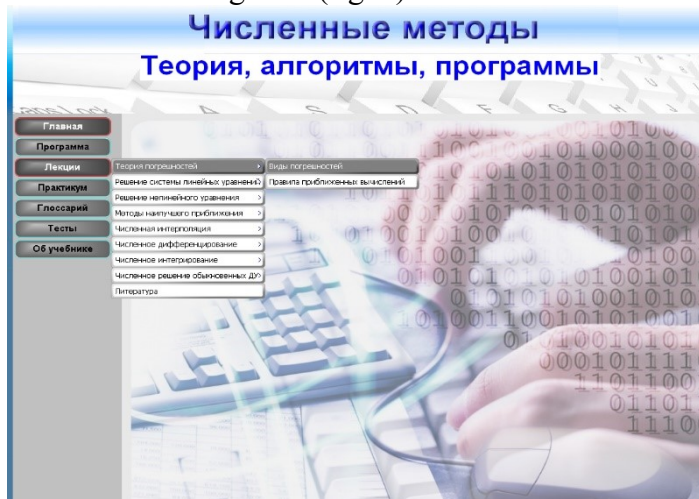 Численные методы
Теория, алгоритмы, программы
Главная
Программа
Лекции
Практикум
Глоссарий
Тесты
Об учебнике
Теория погрешностей
Решение системы линейных уравнений
Решение нелинейного уравнения
Методы наилучшего приближения
Численная интерполяция
Численное дифференцирование
Численное интегрирование
Численное решение обыкновенных ДУ
Литература
Виды погрешностей
Правила приближенных вычислений